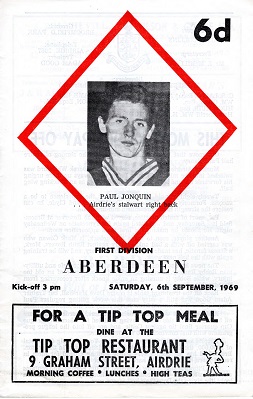 6d
PAUL JONQUIN
. . . Airdrie's stalwart right back
FIRST DIVISION
ABERDEEN
Kick-off 3 pm SATURDAY, 6th SEPTEMBER, 1969
FOR A TIP TOP MEAL
DINE AT THE
TIP TOP RESTAURANT
9 GRAHAM STREET, AIRDRIE
MORNING COFFEE • LUNCHES • HIGH TEAS